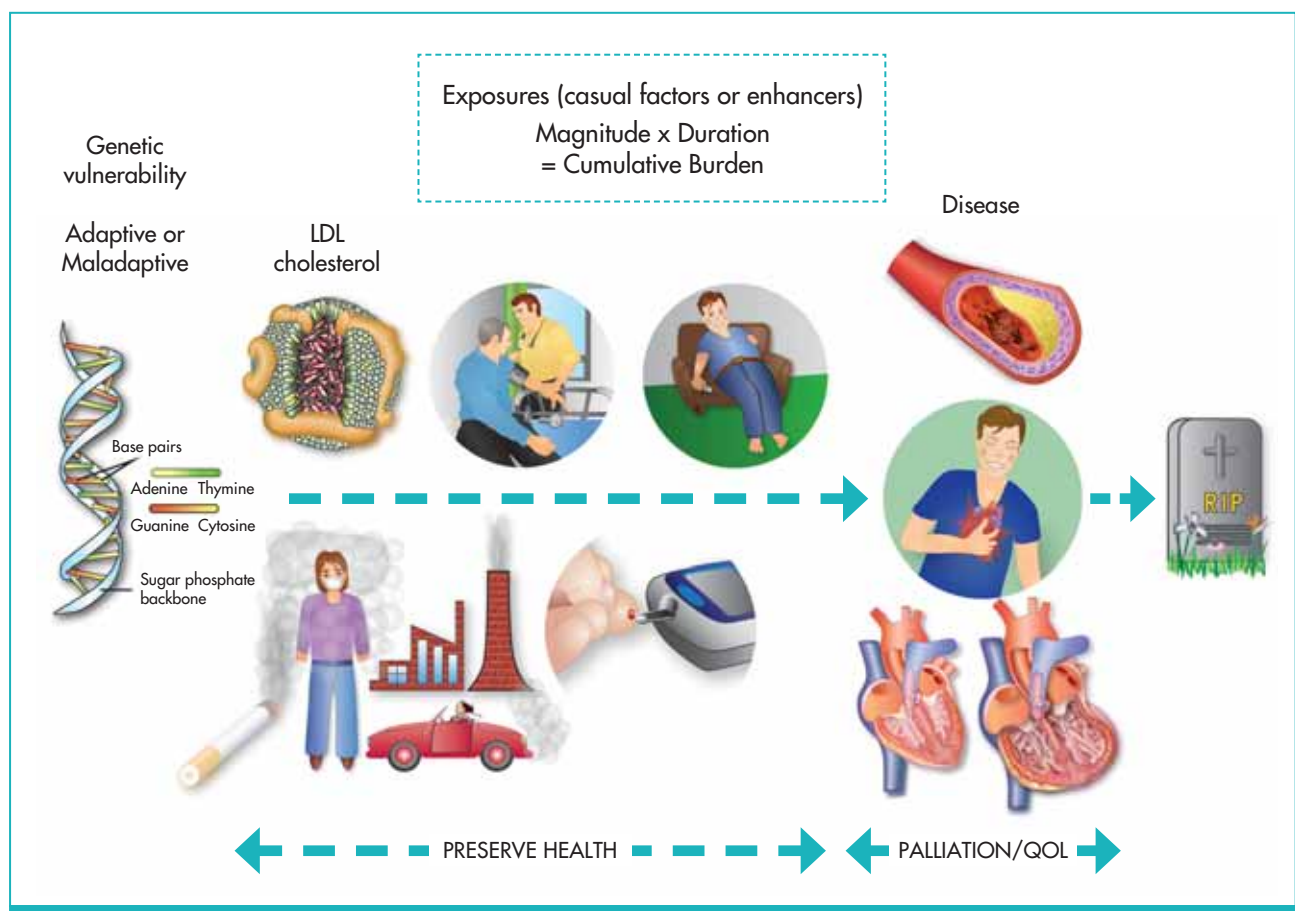 Exposures (casual factors or enhancers)
Magnitude x Duration
= Cumulative Burden
Genetic
vulnerability
Adaptive or
Maladaptive
LDL
cholesterol
Disease
Base pairs
Adenine Thymine
Guanine Cytosine
Sugar phosphate
backbone
RIP
PRESERVE HEALTH
PALLIATION/QOL